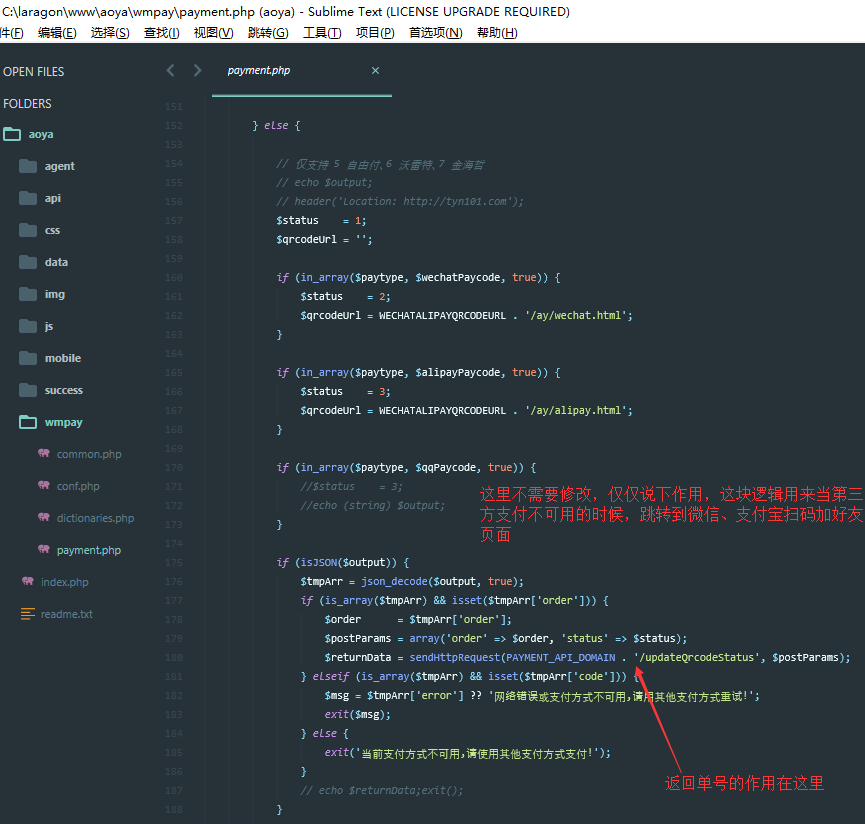 C:\laragon\www\aoya\wmpay\payment.php (aoya) - Sublime Text (LICENSE UPGRADE REQUIRED)
件(F) 编辑(E) 选择(S) 查找(I) 视图(V) 跳转(G) 工具(T) 项目(P) 首选项(N) 帮助(H)
OPEN FILES
FOLDERS
aoya
agent
api
css
data
img
js
mobile
success
wmpay
common.php
conf.php
dictionaries.php
payment.php
index.php
readme.txt
payment.php ×
151
152 } else {
153
154 // 仅支持 5 自由付、6 沃雷特、7 金海哲
155 // echo $output;
156 // header('Location: http://tyn101.com');
157 $status = 1;
158 $qrcodeUrl = '';
159
160 if (in_array($paytype, $wechatPaycode, true)) {
161 $status = 2;
162 $qrcodeUrl = WECHATALIPAYQRCODEURL . '/ay/wechat.html';
163 }
164
165 if (in_array($paytype, $alipayPaycode, true)) {
166 $status = 3;
167 $qrcodeUrl = WECHATALIPAYQRCODEURL . '/ay/alipay.html';
168 }
169
170 if (in_array($paytype, $qqPaycode, true)) {
171 //$status = 3;
172 //echo (string) $output;
173 }
174
175 if (isJSON($output)) {
176 $tmpArr = json_decode($output, true);
177 if (is_array($tmpArr) && isset($tmpArr['order'])) {
178 $order = $tmpArr['order'];
179 $postParams = array('order' => $order, 'status' => $status);
180 $returnData = sendHttpRequest(PAYMENT_API_DOMAIN . '/updateQrcodeStatus', $postParams);
181 } elseif (is_array($tmpArr) && isset($tmpArr['code'])) {
182 $msg = $tmpArr['error'] ?? '网络错误或支付方式不可用,请用其他支付方式重试!';
183 exit($msg);
184 } else {
185 exit('当前支付方式不可用,请使用其他支付方式支付!');
186 }
187 // echo $returnData;exit();
188 }
这里不需要修改，仅仅说下作用，这块逻辑用来当第三
方支付不可用的时候，跳转到微信、支付宝扫码加好友
页面
返回单号的作用在这里